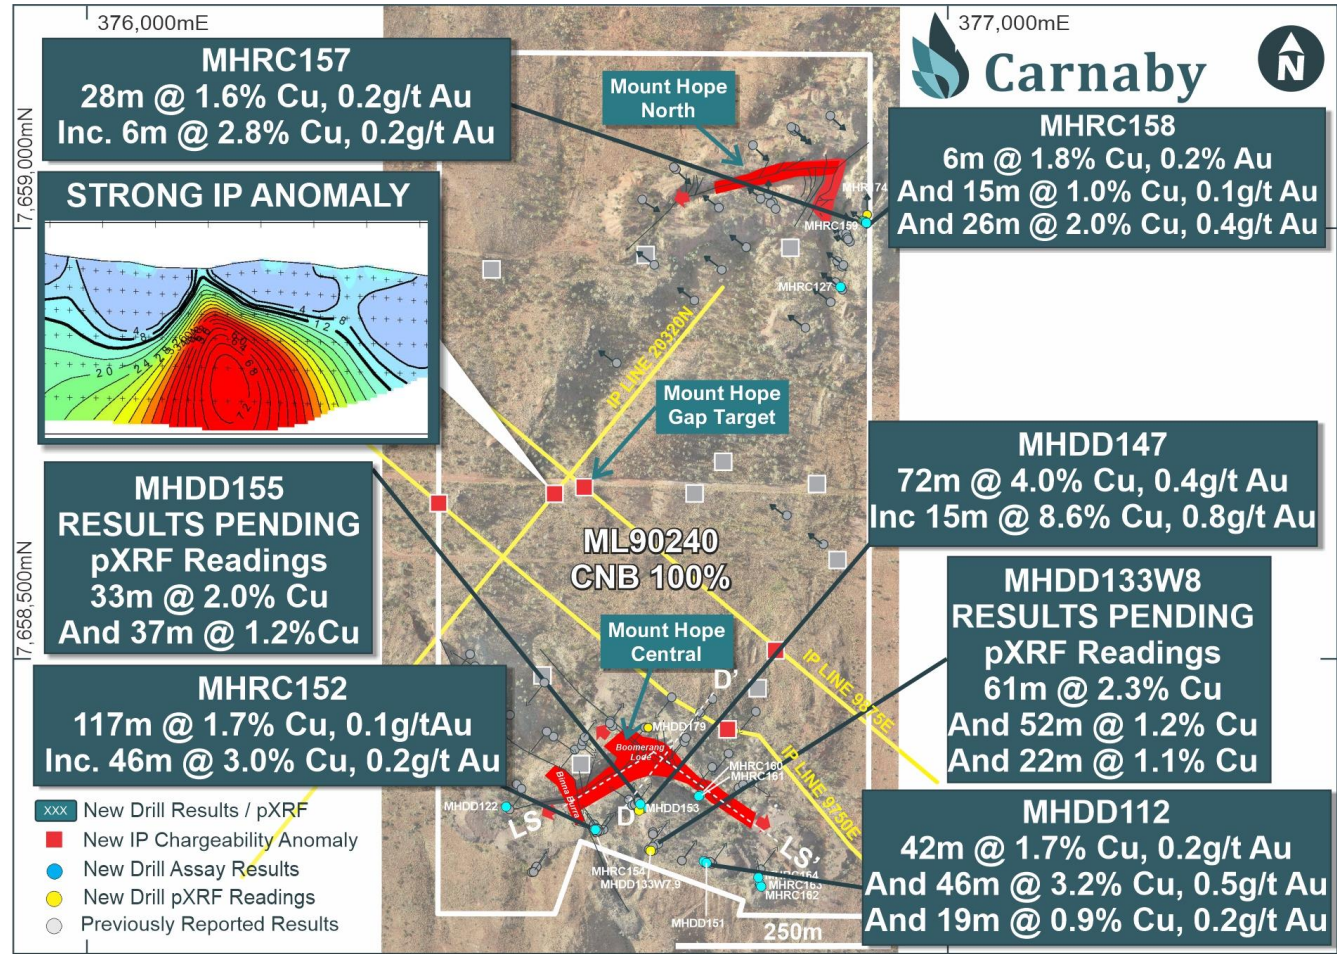 376,000mE
377,000mE
7,659,000mN
7,658,500mN
Carnaby
N
MHRC157
28m @ 1.6% Cu, 0.2g/t Au
Inc. 6m @ 2.8% Cu, 0.2g/t Au
Mount Hope
North
MHRC158
6m @ 1.8% Cu, 0.2% Au
And 15m @ 1.0% Cu, 0.1g/t Au
And 26m @ 2.0% Cu, 0.4g/t Au
STRONG IP ANOMALY
MHRC159
MHRC127
IP LINE 20320N
Mount Hope
Gap Target
MHDD147
72m @ 4.0% Cu, 0.4g/t Au
Inc 15m @ 8.6% Cu, 0.8g/t Au
MHDD155
RESULTS PENDING
pXRF Readings
33m @ 2.0% Cu
And 37m @ 1.2%Cu
ML90240
CNB 100%
MHDD133W8
RESULTS PENDING
pXRF Readings
61m @ 2.3% Cu
And 52m @ 1.2% Cu
And 22m @ 1.1% Cu
Mount Hope
Central
D'
IP LINE 9875E
IP LINE 9750E
MHRC152
117m @ 1.7% Cu, 0.1g/tAu
Inc. 46m @ 3.0% Cu, 0.2g/t Au
MHDD179
Boomerang
Lode
Binna Burra
MHRC160
MHRC161
MHDD122
MHDD153
LS
D
LS'
MHRC154
MHDD133W7,9
MHRC164
MHRC163
MHRC162
MHDD151
MHDD112
42m @ 1.7% Cu, 0.2g/t Au
And 46m @ 3.2% Cu, 0.5g/t Au
And 19m @ 0.9% Cu, 0.2g/t Au
250m
XXX New Drill Results / pXRF
New IP Chargeability Anomaly
New Drill Assay Results
New Drill pXRF Readings
Previously Reported Results